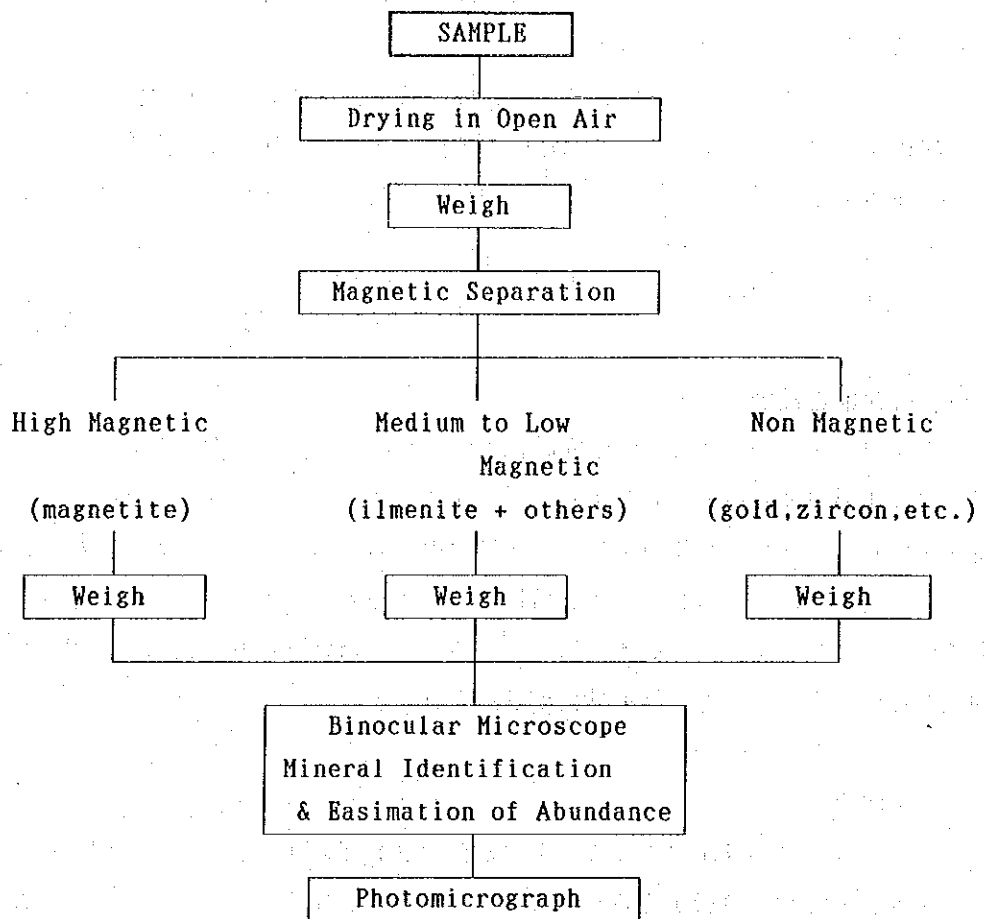 SAMPLE
Drying in Open Air
Weigh
Magnetic Separation
High Magnetic
Medium to Low
Magnetic
Non Magnetic
(magnetite)
(ilmenite + others)
(gold,zircon,etc.)
Weigh
Weigh
Weigh
Binocular Microscope
Mineral Identification
& Easimation of Abundance
Photomicrograph